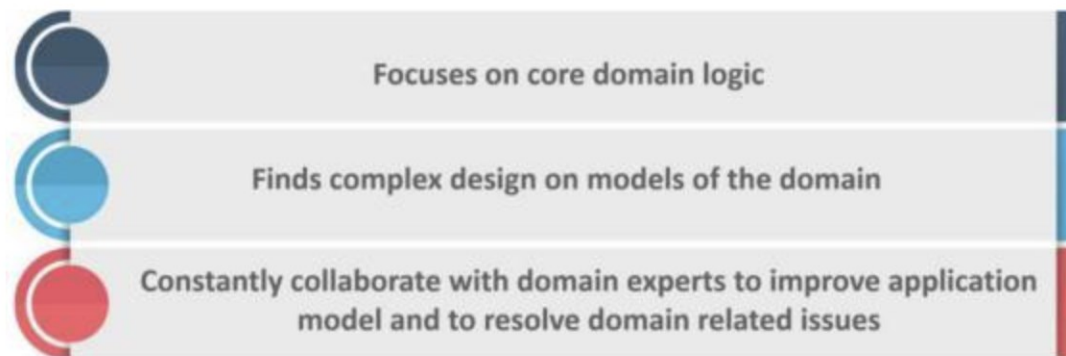 Focuses on core domain logic
Finds complex design on models of the domain
Constantly collaborate with domain experts to improve application
model and to resolve domain related issues